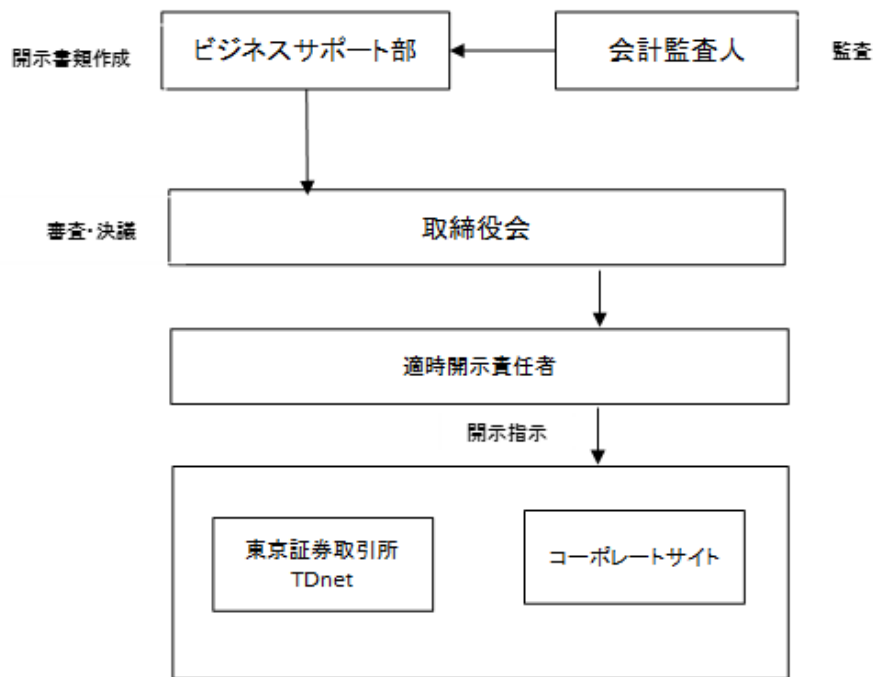 開示書類作成
ビジネスサポート部
会計監査人
監査
審査・決議
取締役会
適時開示責任者
開示指示
東京証券取引所
TDnet
コーポレートサイト